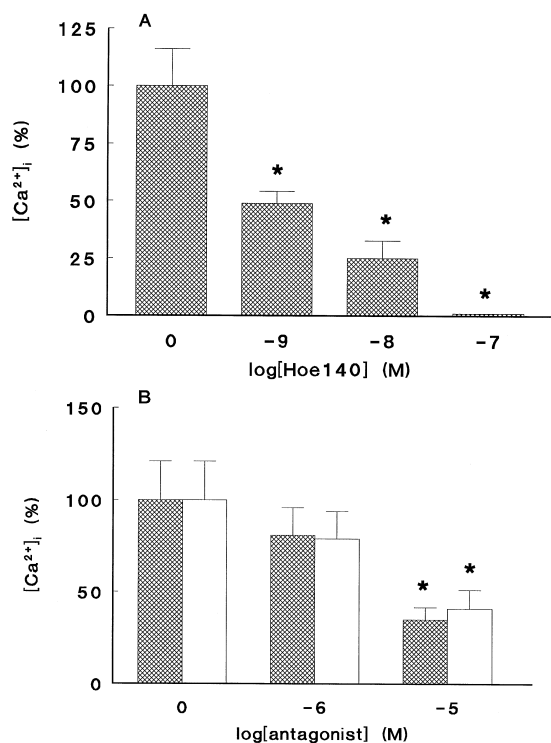 A
125
100
75
50
25
0
[Ca²⁺]ᵢ (%)
* * *
0 −9 −8 −7
log[Hoe140] (M)
B
150
100
50
0
[Ca²⁺]ᵢ (%)
* *
0 −6 −5
log[antagonist] (M)